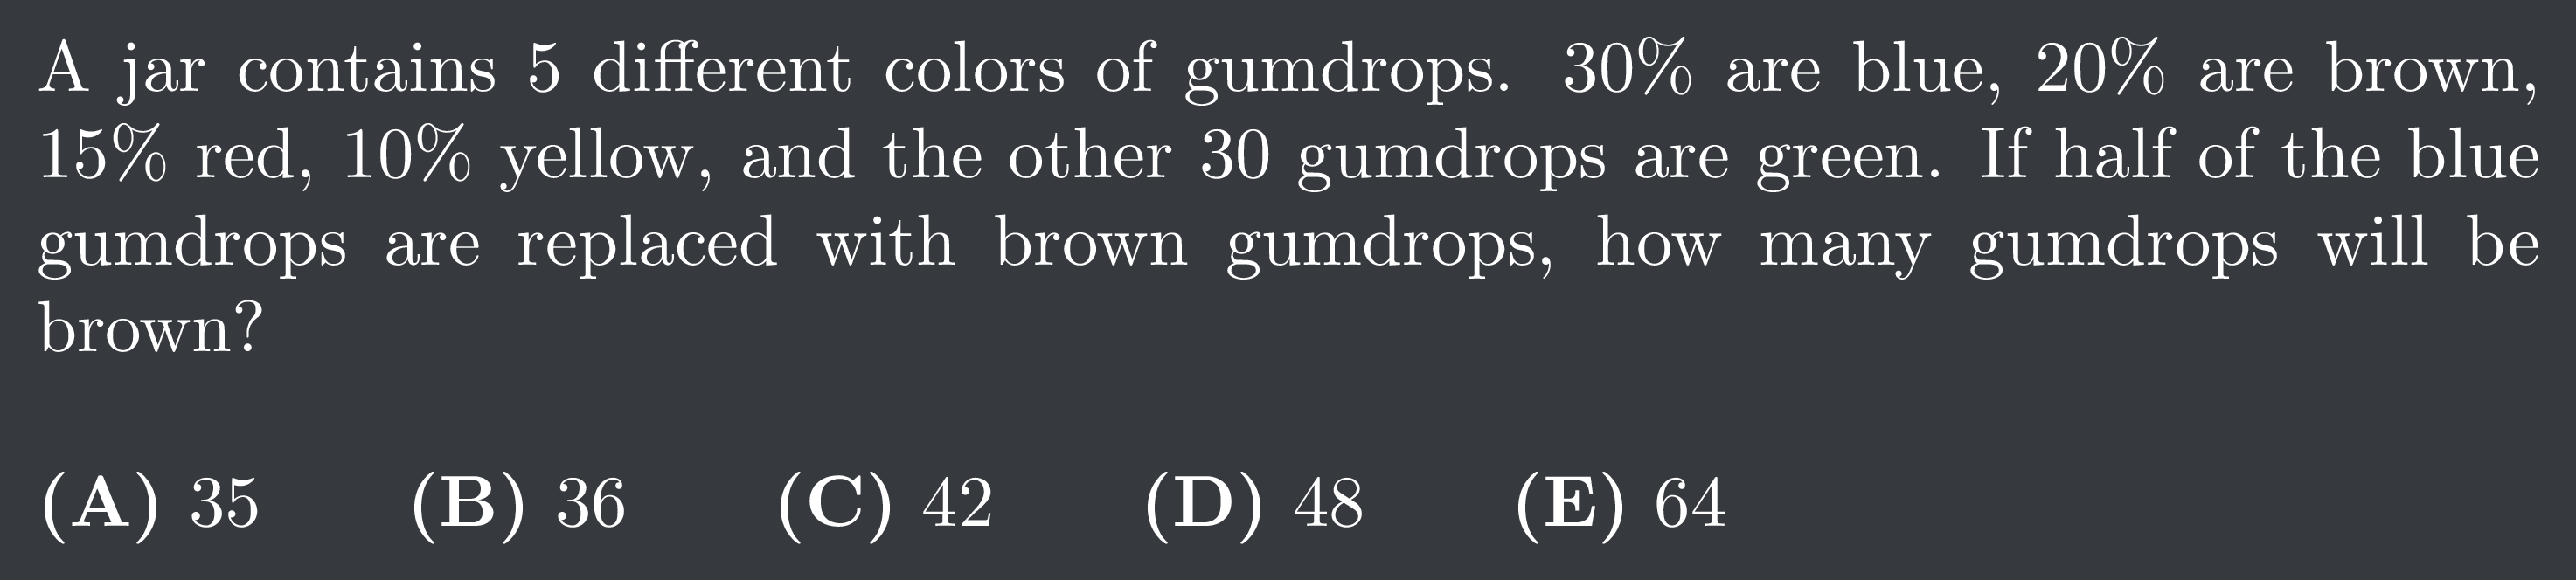 A jar contains 5 different colors of gumdrops. 30% are blue, 20% are brown,
15% red, 10% yellow, and the other 30 gumdrops are green. If half of the blue
gumdrops are replaced with brown gumdrops, how many gumdrops will be
brown?
(A) 35 (B) 36 (C) 42 (D) 48 (E) 64